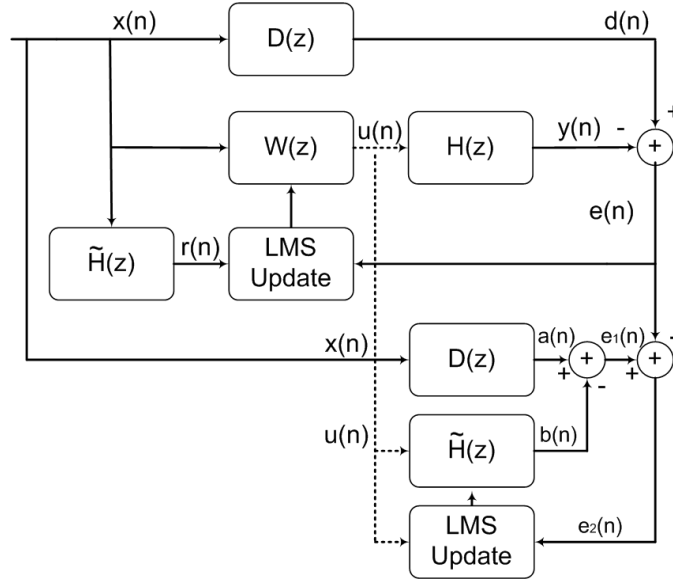 x(n)
D(z)
d(n)
+
W(z)
u(n)
H(z)
y(n)
-
+
e(n)
H̃(z)
r(n)
LMS
Update
x(n)
D(z)
a(n)
e₁(n)
-
+
+
+
+
-
u(n)
H̃(z)
b(n)
LMS
Update
e₂(n)